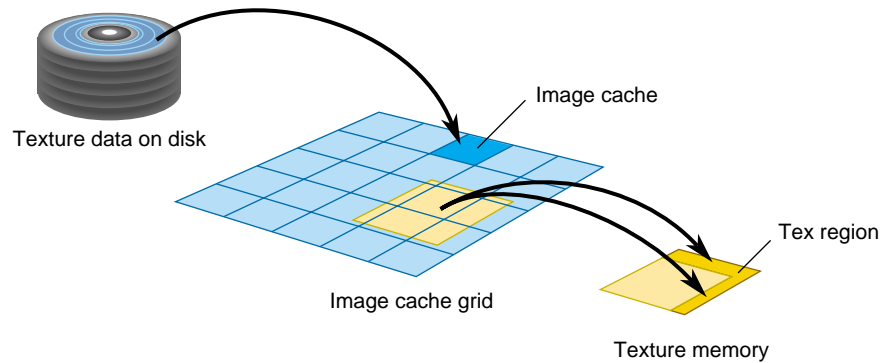 Image cache
Texture data on disk
Tex region
Image cache grid
Texture memory